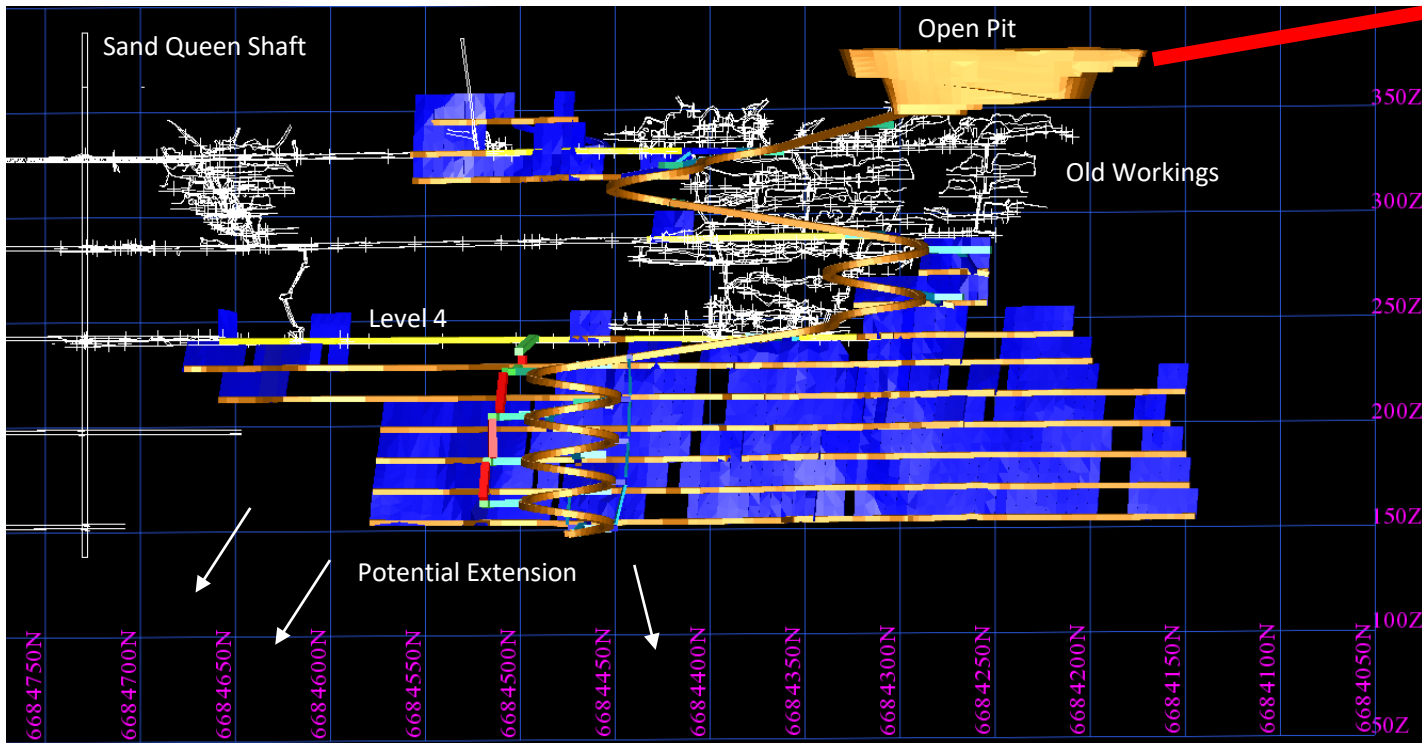 Sand Queen Shaft
Open Pit
350Z
Old Workings
300Z
250Z
Level 4
200Z
150Z
Potential Extension
100Z
6684750N
6684700N
6684650N
6684600N
6684550N
6684500N
6684450N
6684400N
6684350N
6684300N
6684250N
6684200N
6684150N
6684100N
6684050N
50Z